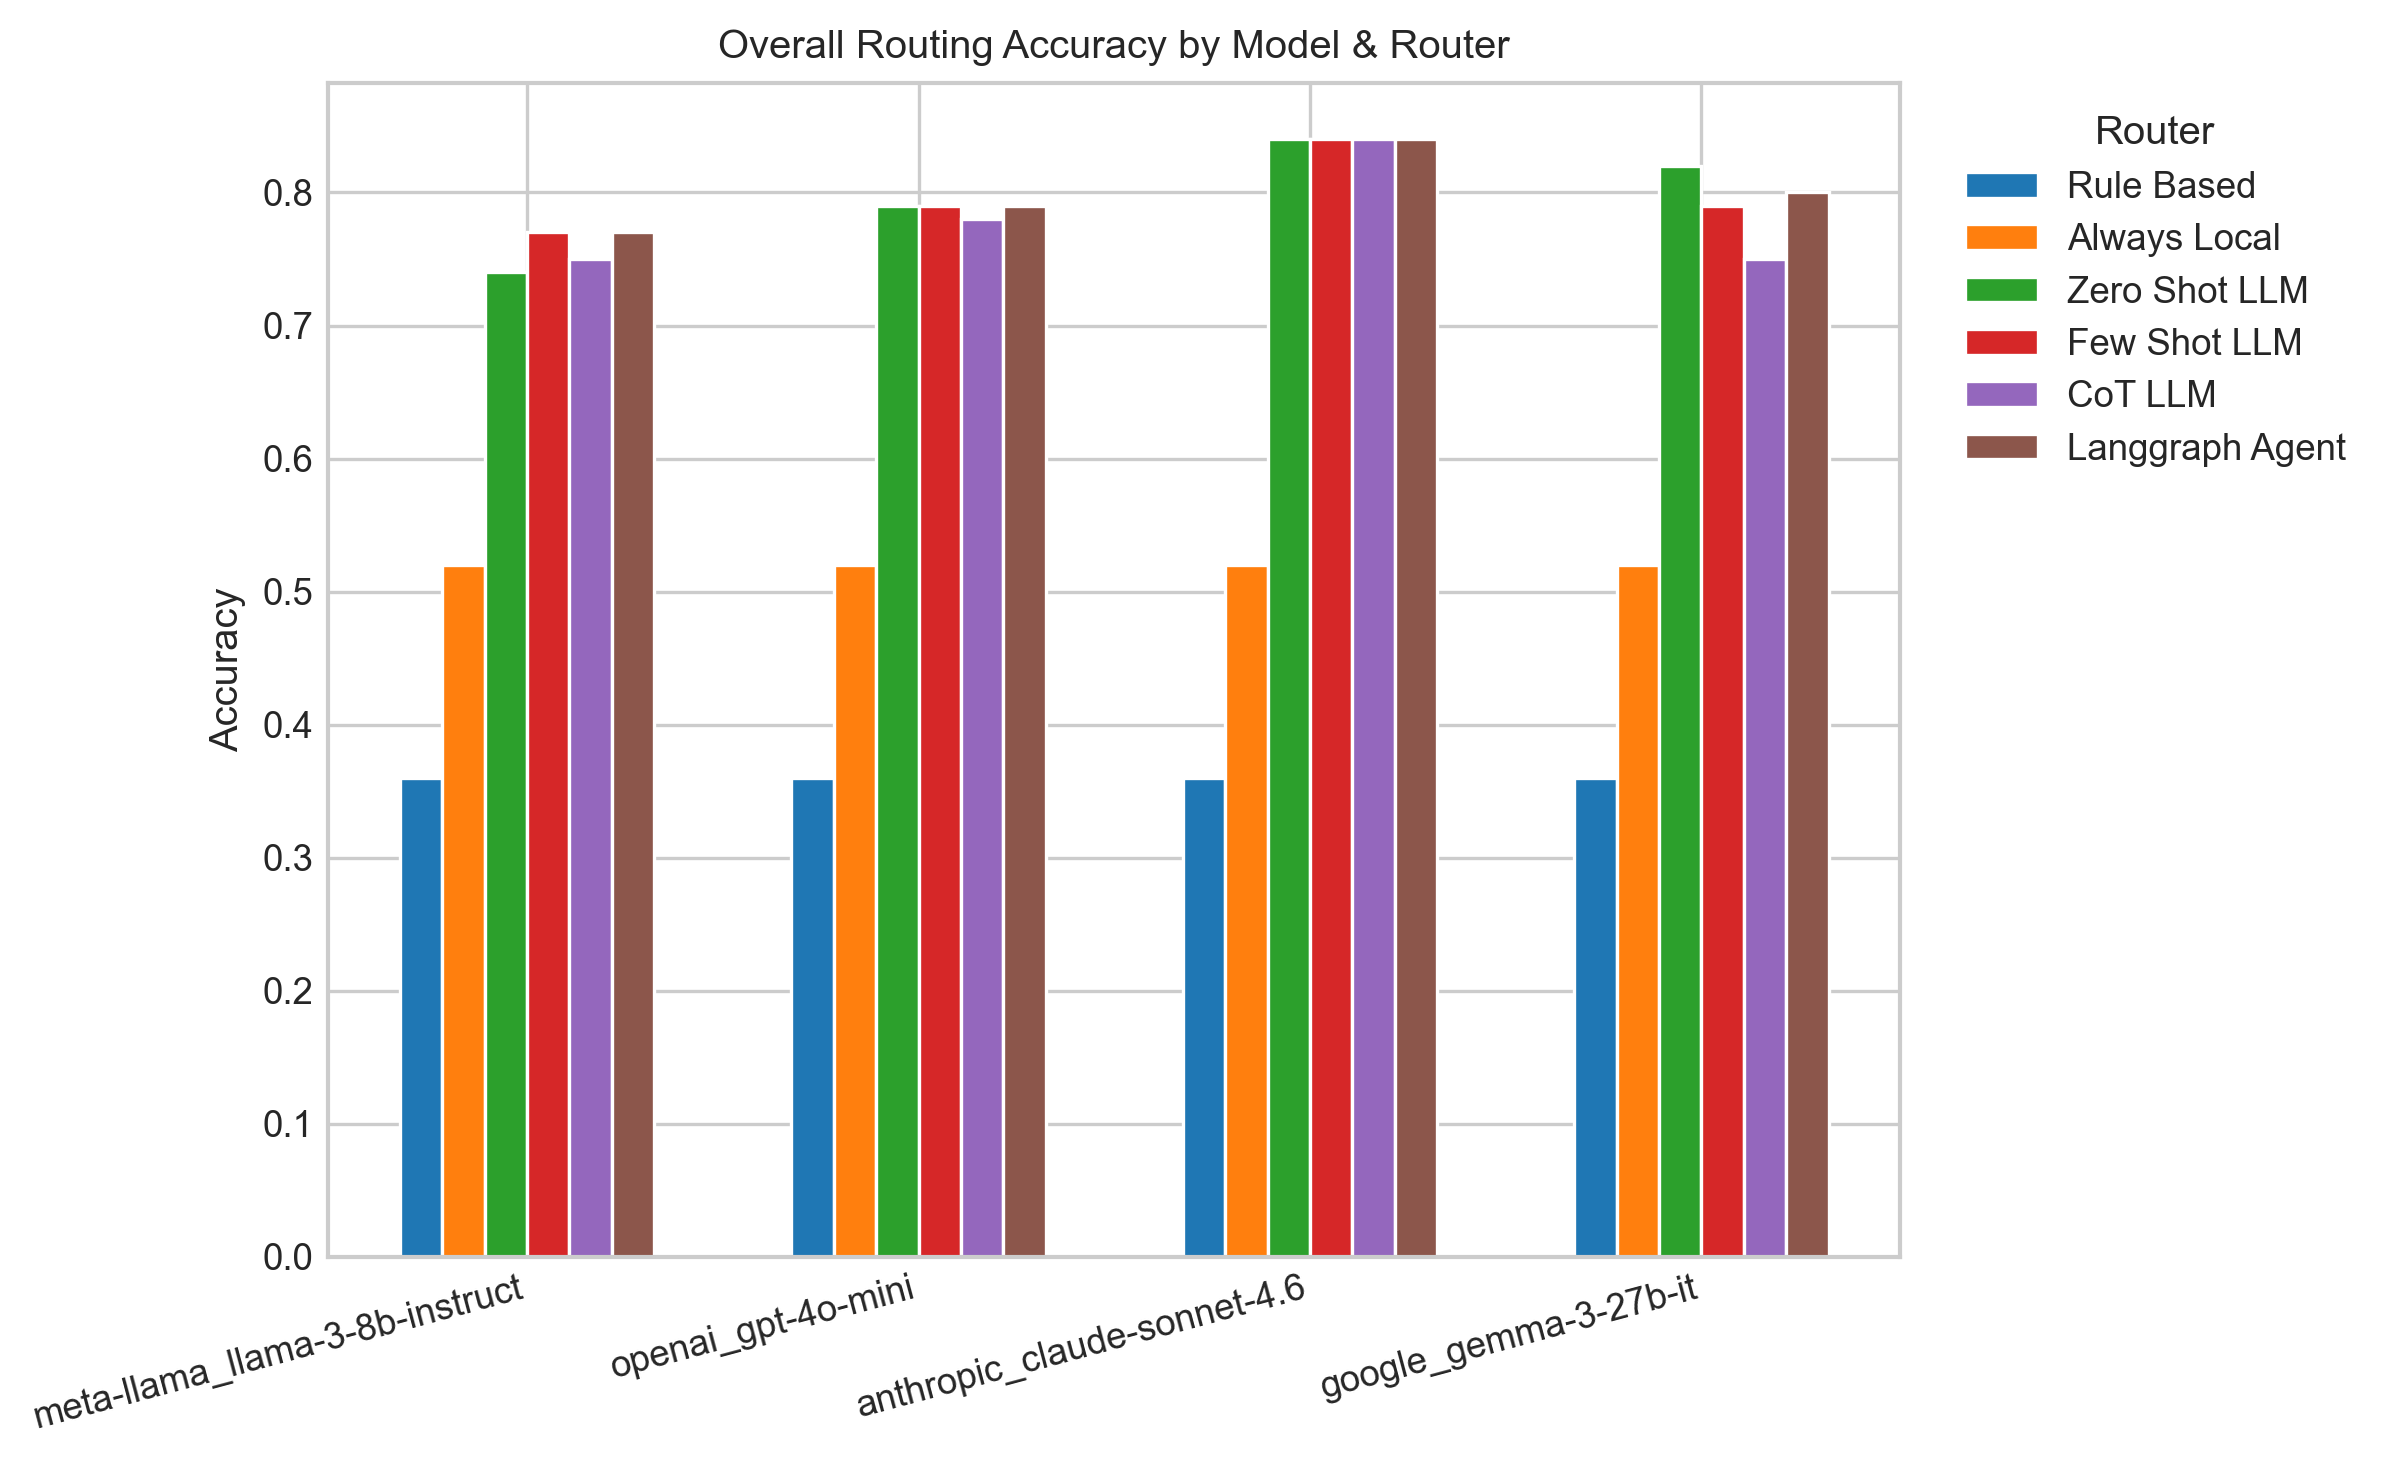 Overall Routing Accuracy by Model & Router
Router
Rule Based
Always Local
Zero Shot LLM
Few Shot LLM
CoT LLM
Langgraph Agent
Accuracy
0.8
0.7
0.6
0.5
0.4
0.3
0.2
0.1
0.0
meta-llama_llama-3-8b-instruct
openai_gpt-4o-mini
anthropic_claude-sonnet-4.6
google_gemma-3-27b-it